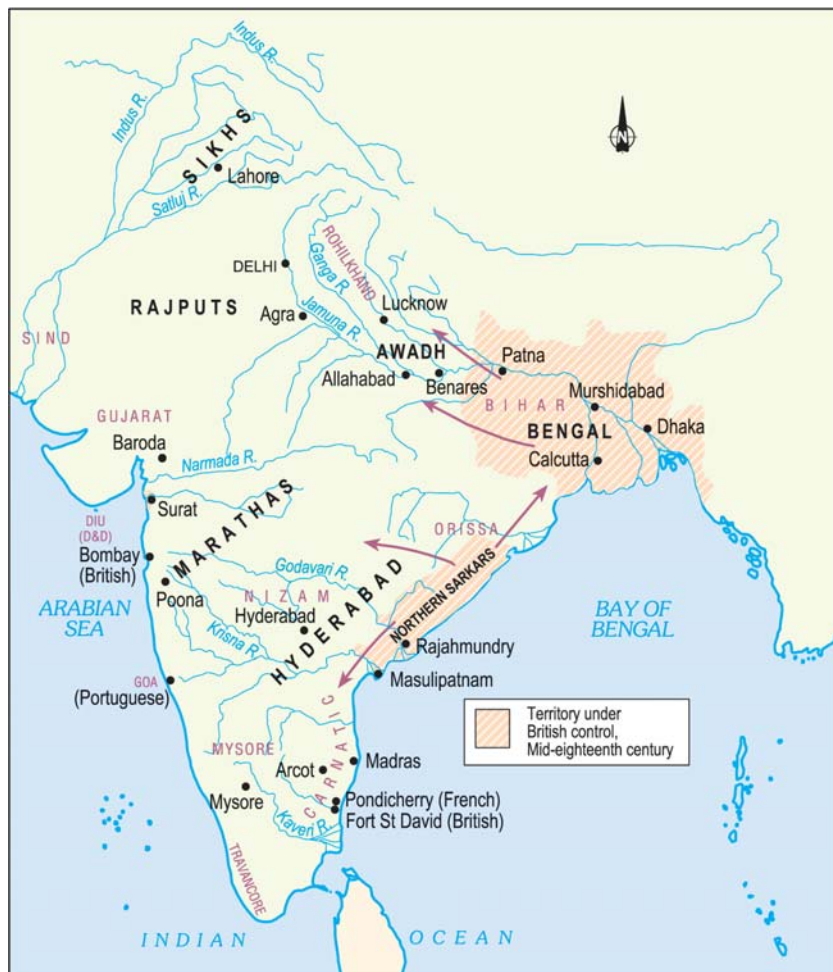 Indus R.
Indus R.
SIKHS
Lahore
Satluj R.
N
DELHI
ROHILKHAND
Ganga R.
RAJPUTS
Lucknow
Agra
Jamuna R.
SIND
AWADH
Patna
Allahabad
Benares
BIHAR
Murshidabad
GUJARAT
BENGAL
Dhaka
Baroda
Calcutta
Narmada R.
Surat
MARATHAS
DIU
(D&D)
ORISSA
Bombay
(British)
Godavari R.
NORTHERN SARKARS
ARABIAN
SEA
Poona
NIZAM
Hyderabad
HYDERABAD
BAY OF
BENGAL
Krisna R.
Rajahmundry
GOA
(Portuguese)
Masulipatnam
Territory under
British control,
Mid-eighteenth century
CARNATIC
MYSORE
Madras
Arcot
Mysore
Pondicherry (French)
Kaveri R.
Fort St David (British)
TRAVANCORE
INDIAN OCEAN